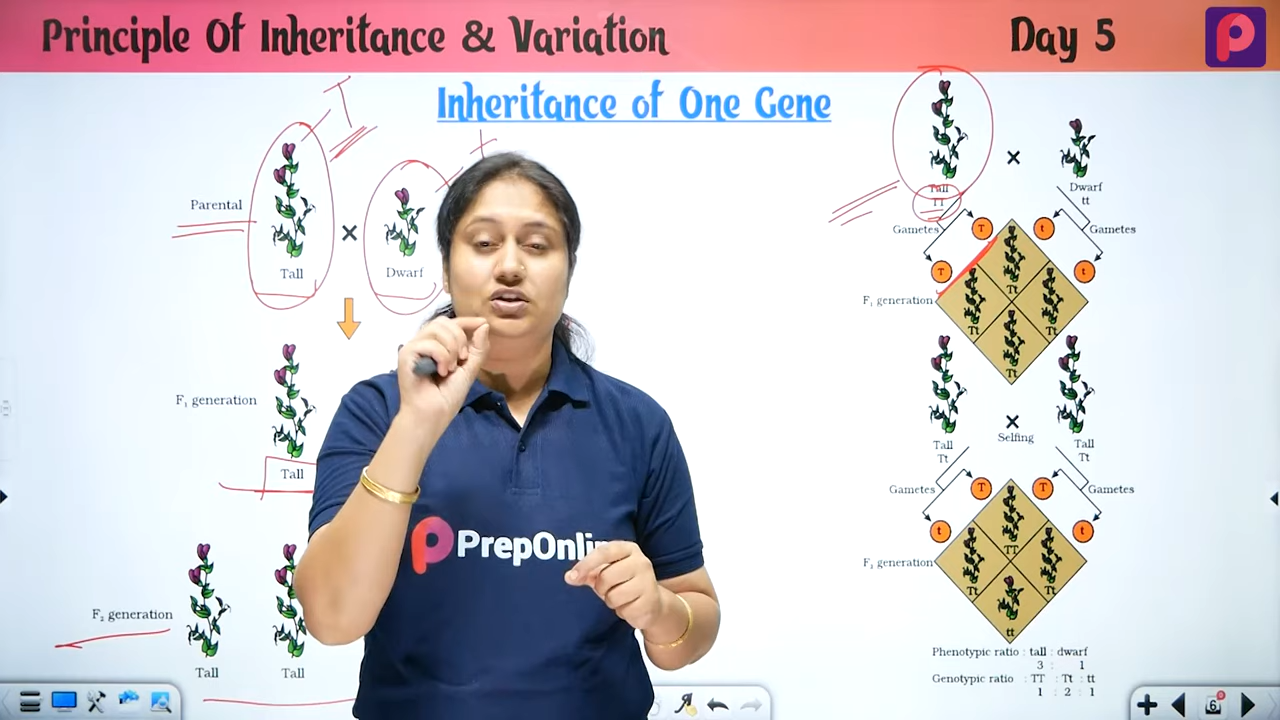 Principle Of Inheritance & Variation
Day 5
Inheritance of One Gene
T
t
Parental
Tall
×
Dwarf
F₁ generation
Tall
F₂ generation
Tall
Tall
PrepOnli
×
Tall
TT
Dwarf
tt
Gametes
T
t
Gametes
T
t
Tt
F₁ generation
Tt
Tt
Tt
×
Selfing
Tall
Tt
Tall
Tt
Gametes
T
T
Gametes
t
t
TT
F₂ generation
Tt
Tt
tt
Phenotypic ratio : tall : dwarf
3 : 1
Genotypic ratio : TT : Tt : tt
1 : 2 : 1
6